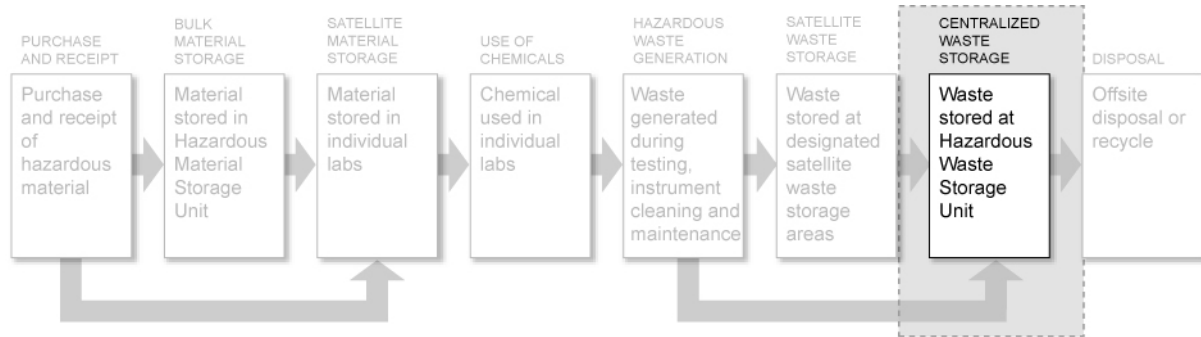 PURCHASE
AND RECEIPT
Purchase
and receipt
of
hazardous
material
BULK
MATERIAL
STORAGE
Material
stored in
Hazardous
Material
Storage
Unit
SATELLITE
MATERIAL
STORAGE
Material
stored in
individual
labs
USE OF
CHEMICALS
Chemical
used in
individual
labs
HAZARDOUS
WASTE
GENERATION
Waste
generated
during
testing,
instrument
cleaning and
maintenance
SATELLITE
WASTE
STORAGE
Waste
stored at
designated
satellite
waste
storage
areas
CENTRALIZED
WASTE
STORAGE
Waste
stored at
Hazardous
Waste
Storage
Unit
DISPOSAL
Offsite
disposal or
recycle